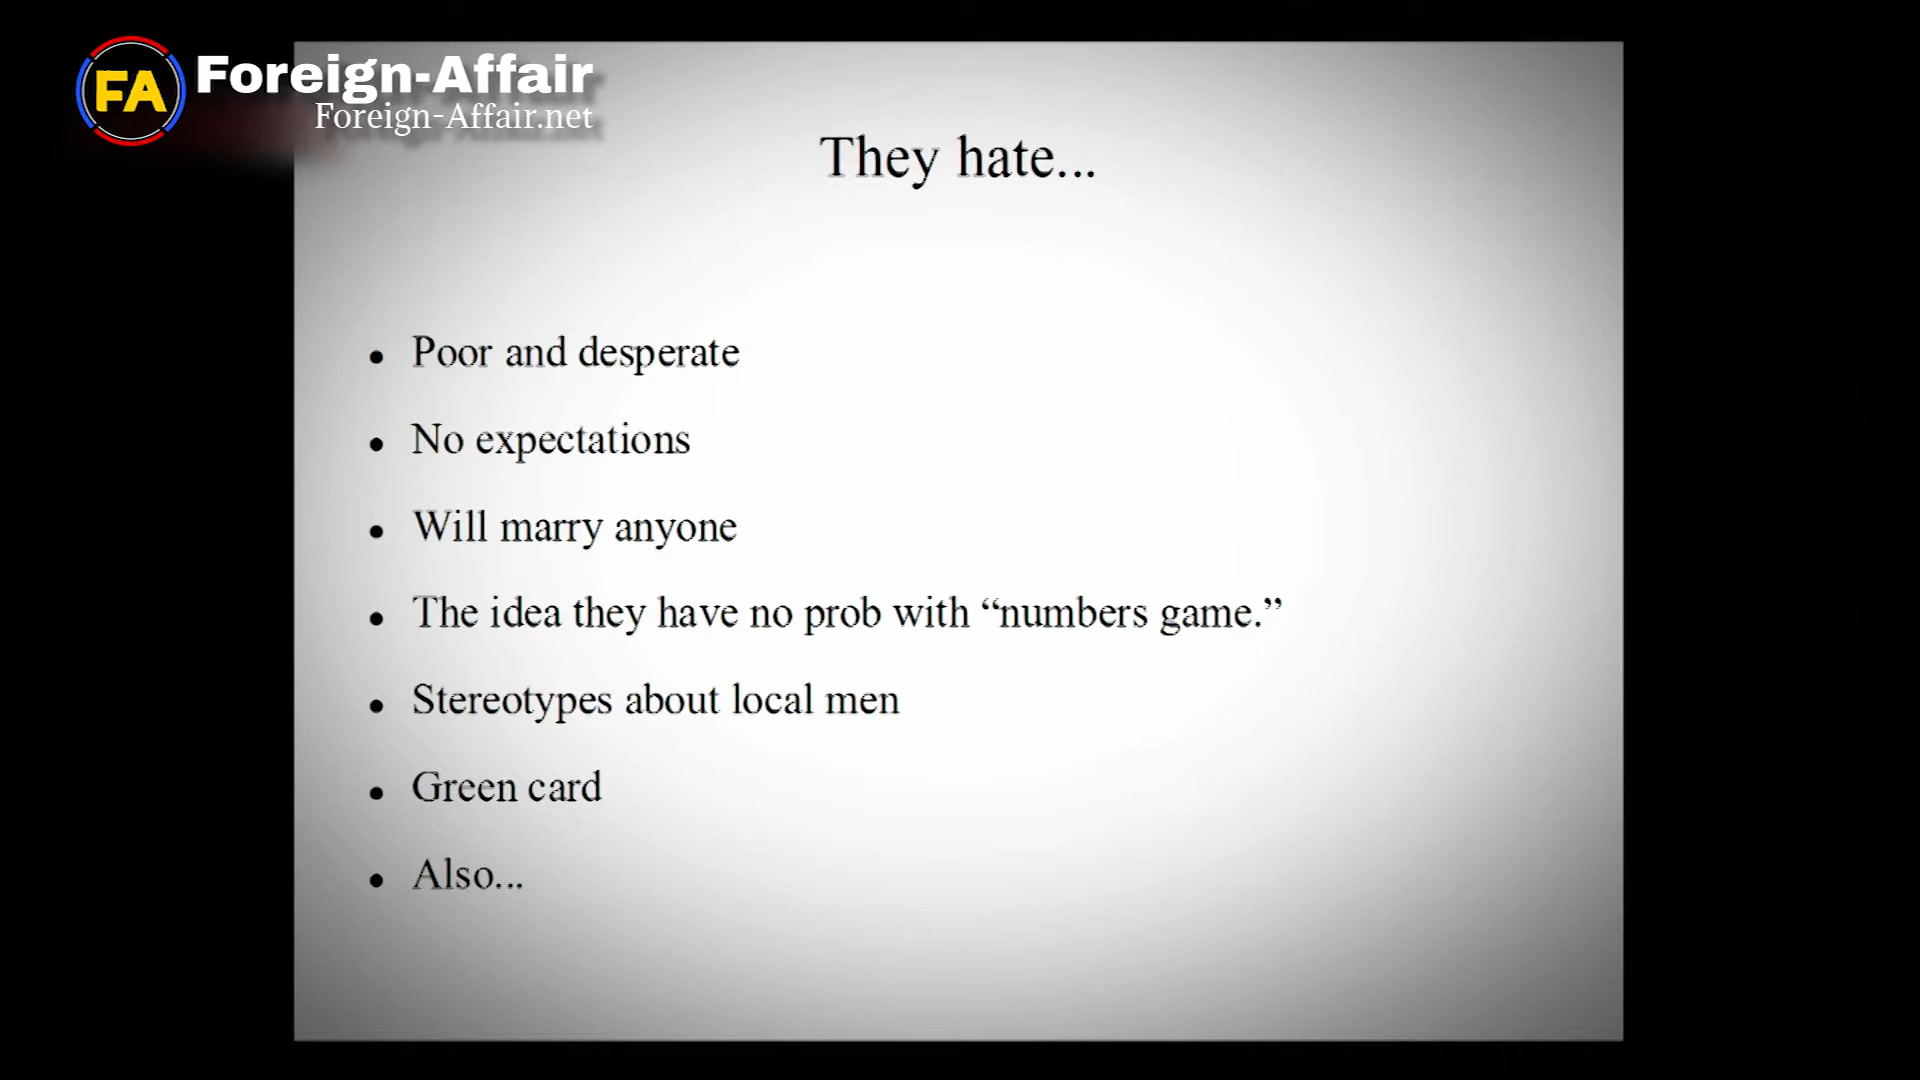 FA
Foreign-Affair
Foreign-Affair.net
They hate...
Poor and desperate
No expectations
Will marry anyone
The idea they have no prob with “numbers game.”
Stereotypes about local men
Green card
Also...